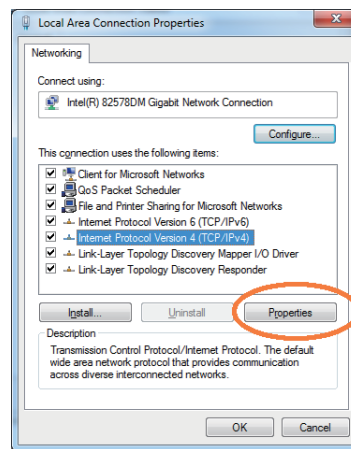 Local Area Connection Properties
Networking
Connect using:
Intel(R) 82578DM Gigabit Network Connection
Configure...
This connection uses the following items:
Client for Microsoft Networks
QoS Packet Scheduler
File and Printer Sharing for Microsoft Networks
Internet Protocol Version 6 (TCP/IPv6)
Internet Protocol Version 4 (TCP/IPv4)
Link-Layer Topology Discovery Mapper I/O Driver
Link-Layer Topology Discovery Responder
Install... Uninstall Properties
Description
Transmission Control Protocol/Internet Protocol. The default
wide area network protocol that provides communication
across diverse interconnected networks.
OK Cancel